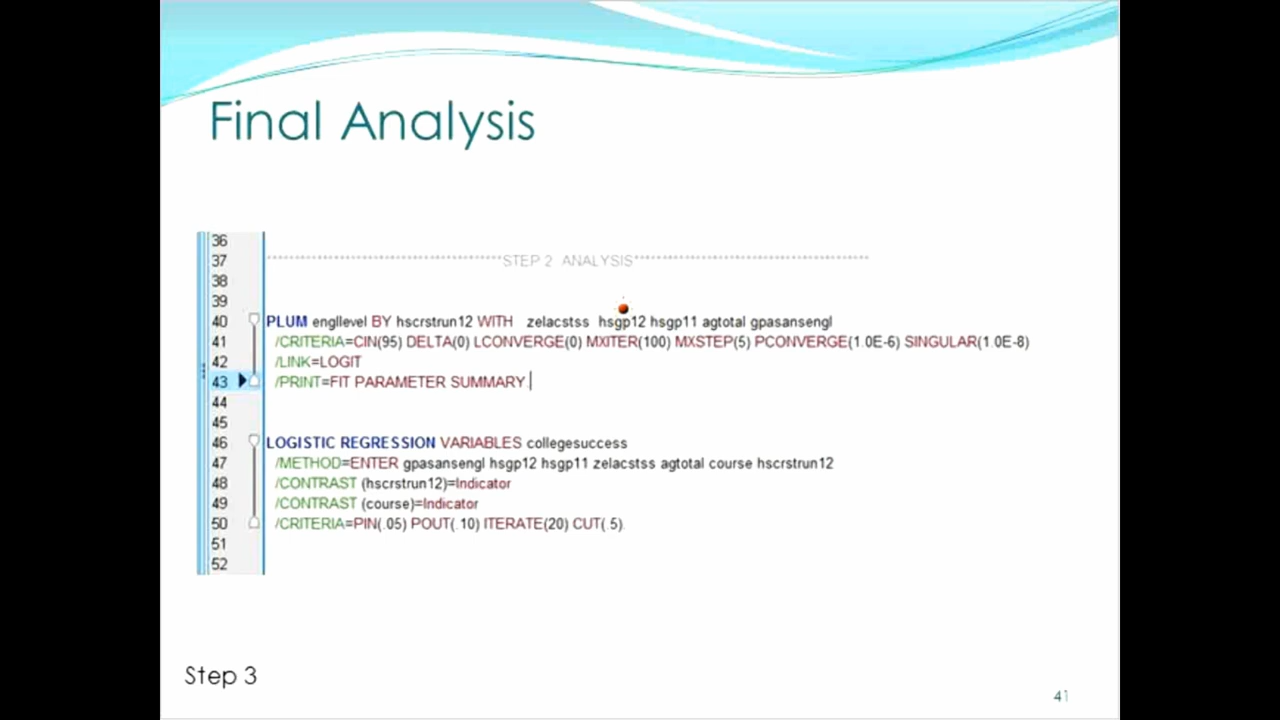 Final Analysis
36
37 ****************************************STEP 2 ANALYSIS****************************************
38
39
40 PLUM engllevel BY hscrstrun12 WITH zelacstss hsgp12 hsgp11 agtotal gpasansengl
41 /CRITERIA=CIN(95) DELTA(0) LCONVERGE(0) MXITER(100) MXSTEP(5) PCONVERGE(1.0E-6) SINGULAR(1.0E-8)
42 /LINK=LOGIT
43 /PRINT=FIT PARAMETER SUMMARY.
44
45
46 LOGISTIC REGRESSION VARIABLES collegesuccess
47 /METHOD=ENTER gpasansengl hsgp12 hsgp11 zelacstss agtotal course hscrstrun12
48 /CONTRAST (hscrstrun12)=Indicator
49 /CONTRAST (course)=Indicator
50 /CRITERIA=PIN(.05) POUT(.10) ITERATE(20) CUT(.5).
51
52
Step 3
41